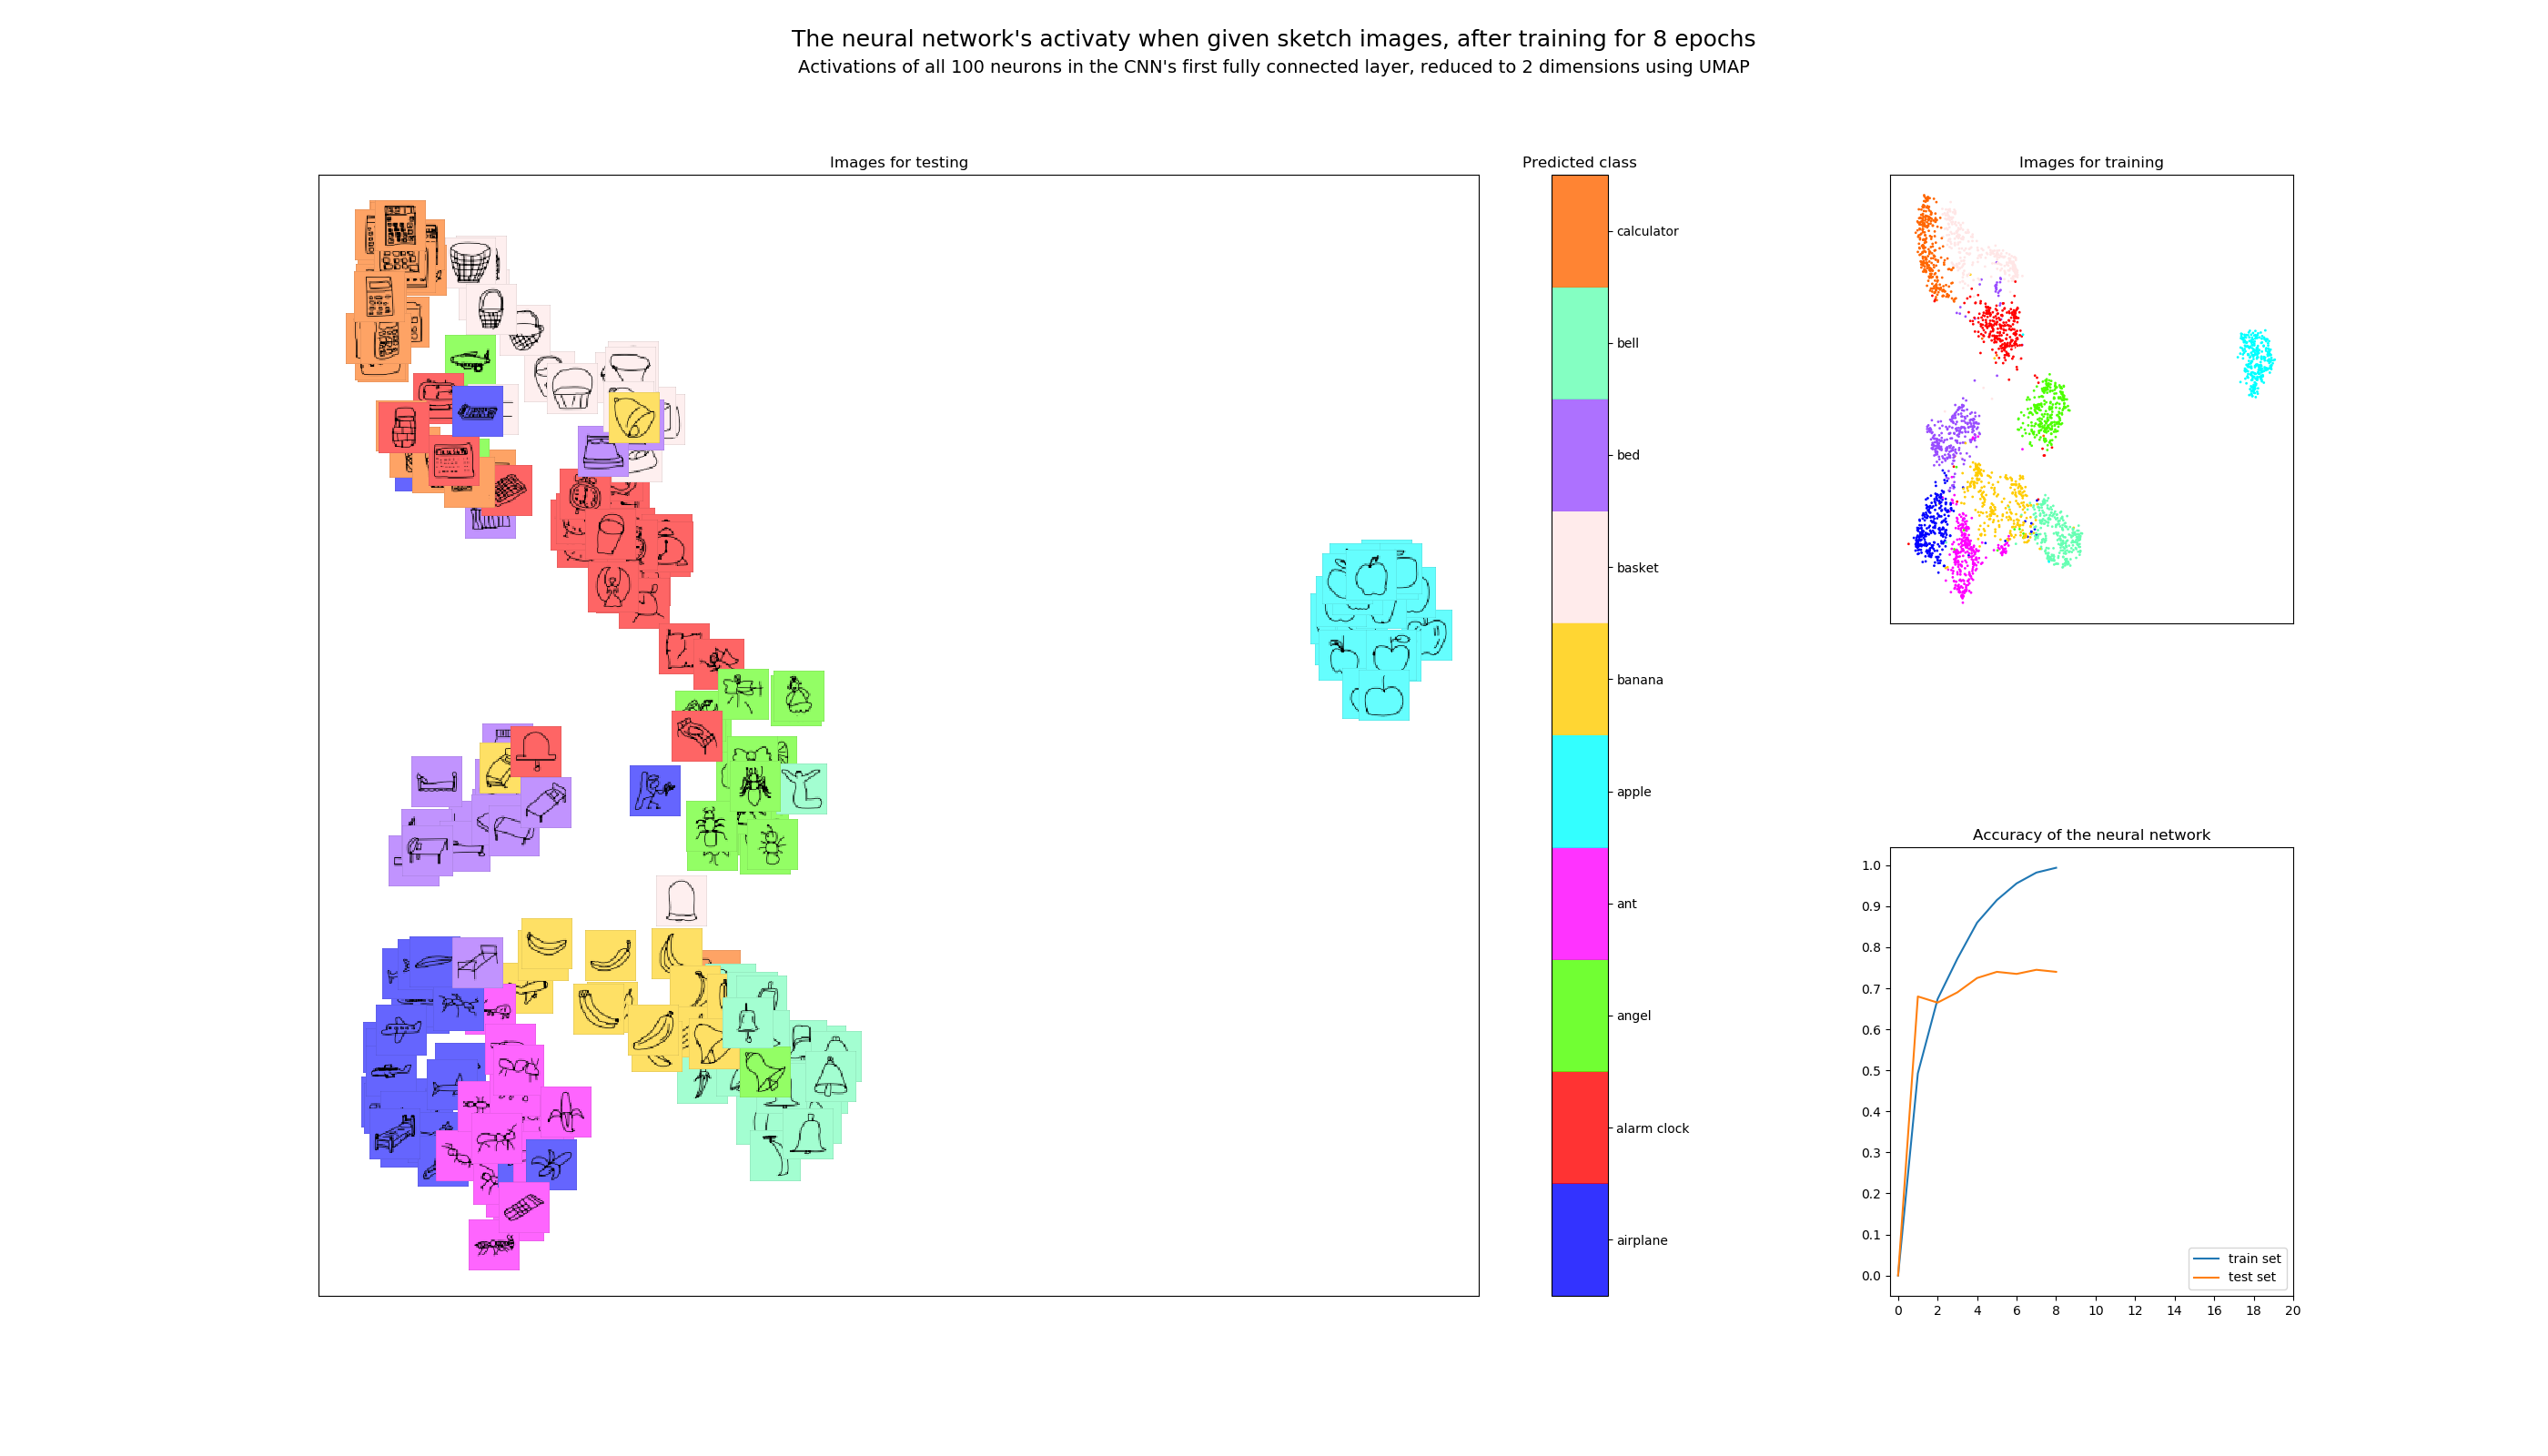 The neural network's activaty when given sketch images, after training for 8 epochs
Activations of all 100 neurons in the CNN's first fully connected layer, reduced to 2 dimensions using UMAP
Images for testing
Predicted class
calculator
bell
bed
basket
banana
apple
ant
angel
alarm clock
airplane
Images for training
Accuracy of the neural network
1.0
0.9
0.8
0.7
0.6
0.5
0.4
0.3
0.2
0.1
0.0
train set
test set
0 2 4 6 8 10 12 14 16 18 20